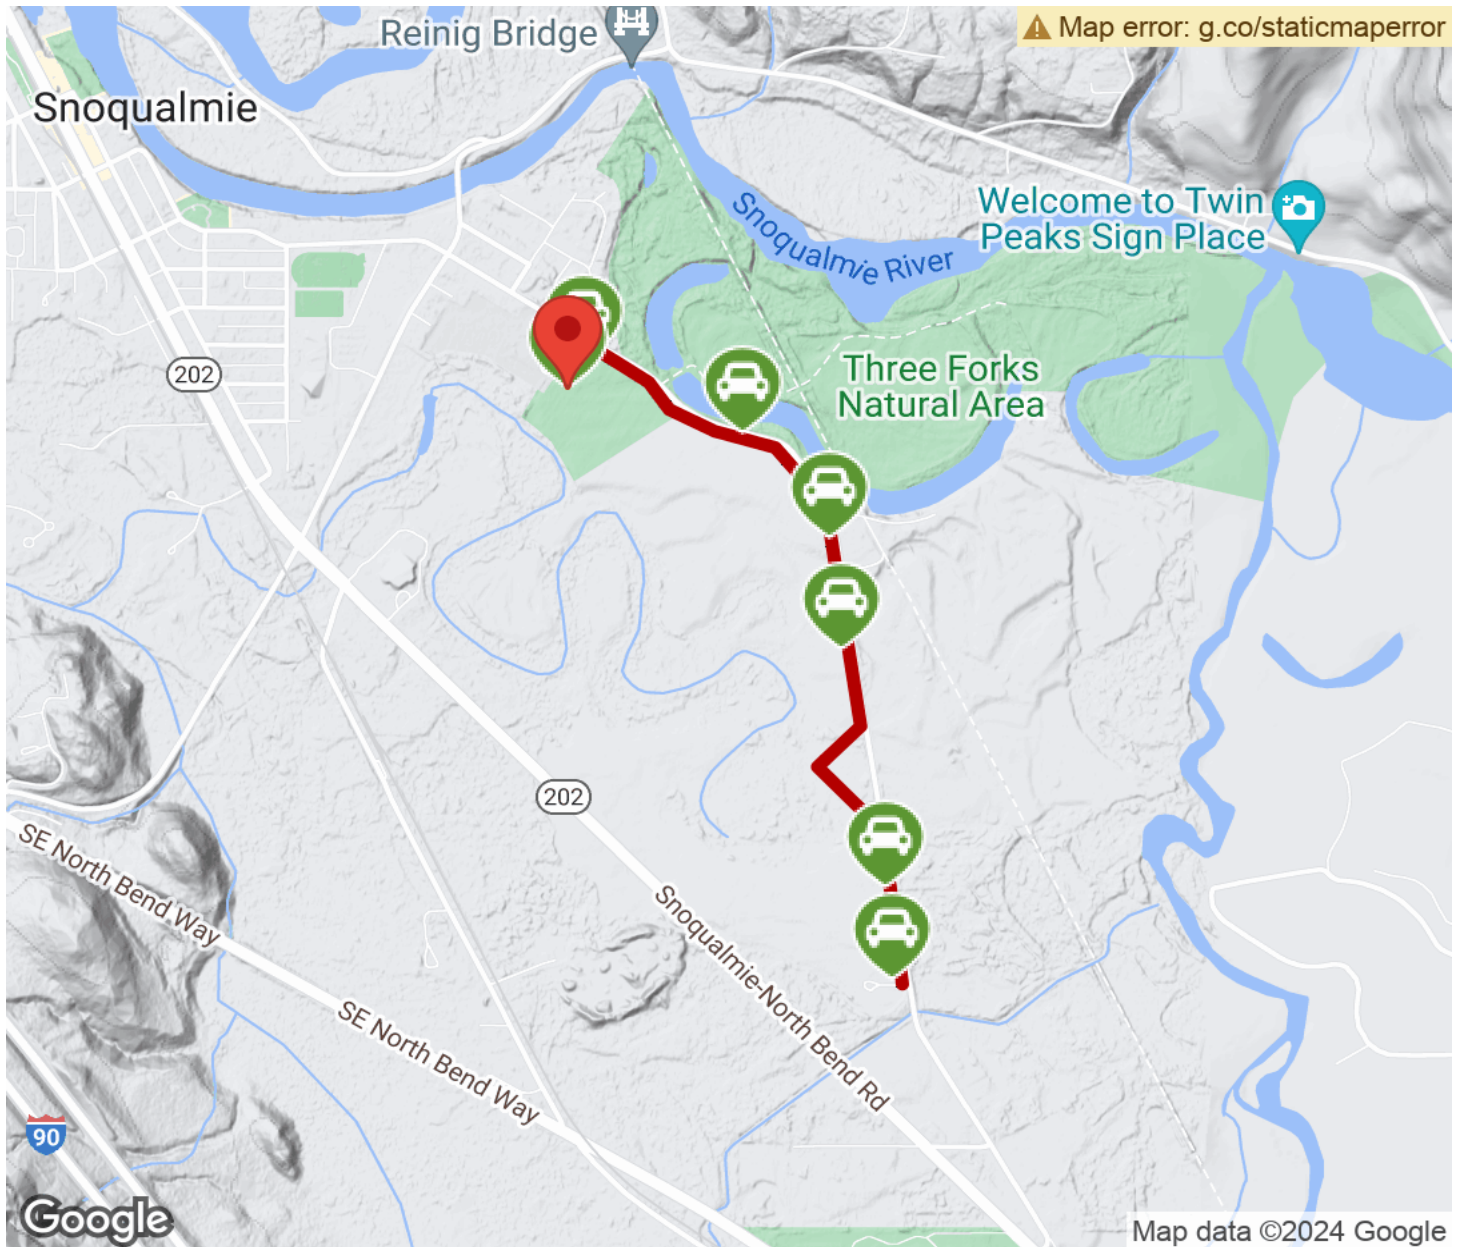 Reinig Bridge
Map error: g.co/staticmaperror
Snoqualmie
Welcome to Twin
Peaks Sign Place
Snoqualmie River
Three Forks
Natural Area
202
202
SE North Bend Way
Snoqualmie-North Bend Rd
SE North Bend Way
90
Google
Map data ©2024 Google